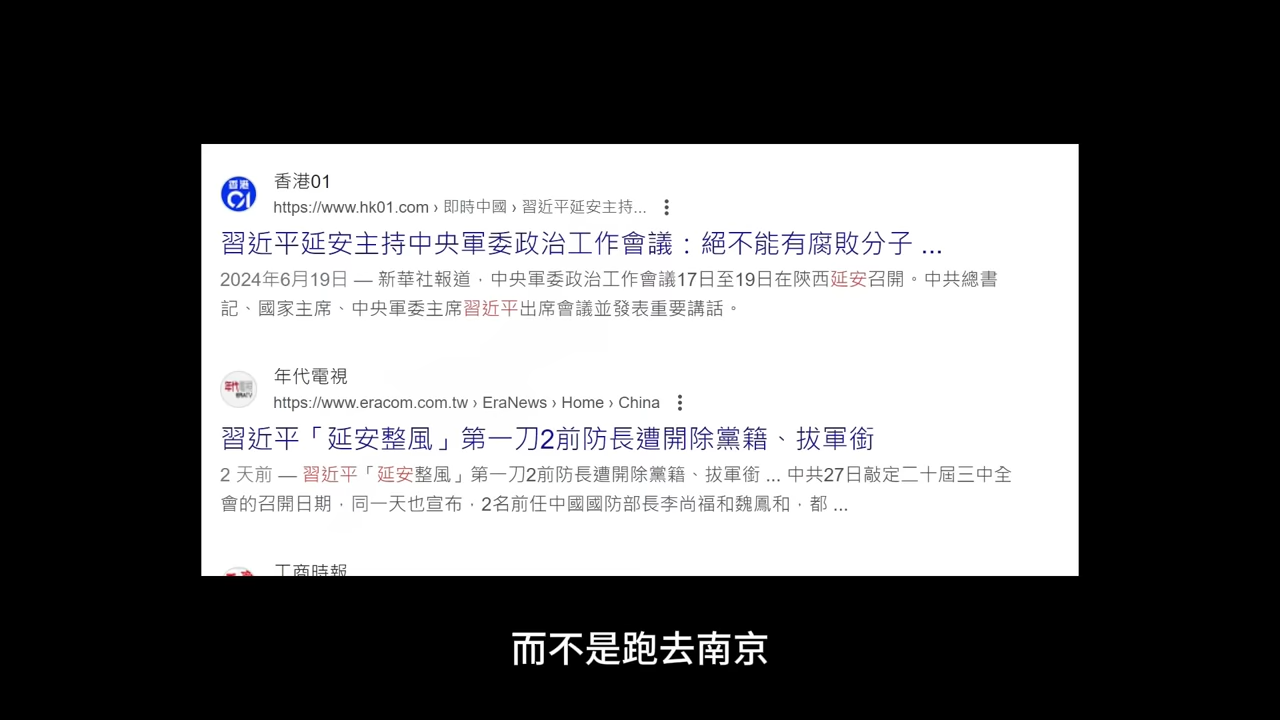 香港01
https://www.hk01.com › 即時中國 › 習近平延安主持...
習近平延安主持中央軍委政治工作會議：絕不能有腐敗分子 ...
2024年6月19日 — 新華社報道，中央軍委政治工作會議17日至19日在陝西延安召開。中共總書
記、國家主席、中央軍委主席習近平出席會議並發表重要講話。
年代電視
https://www.eracom.com.tw › EraNews › Home › China
習近平「延安整風」第一刀2前防長遭開除黨籍、拔軍銜
2 天前 — 習近平「延安整風」第一刀2前防長遭開除黨籍、拔軍銜 ... 中共27日敲定二十屆三中全
會的召開日期，同一天也宣布，2名前任中國國防部長李尚福和魏鳳和，都 ...
工商時報
而不是跑去南京